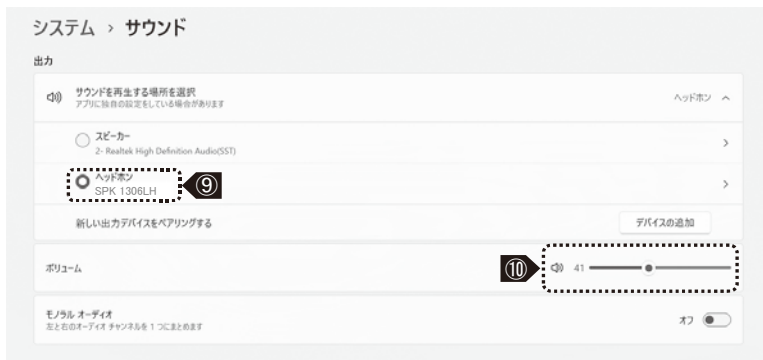 システム › サウンド
出力
サウンドを再生する場所を選択
アプリに独自の設定をしている場合があります
ヘッドホン
スピーカー
2- Realtek High Definition Audio(SST)
ヘッドホン
SPK 1306LH
⑨
新しい出力デバイスをペアリングする
デバイスの追加
ボリューム
⑩
41
モノラル オーディオ
左と右のオーディオ チャンネルを 1 つにまとめます
オフ